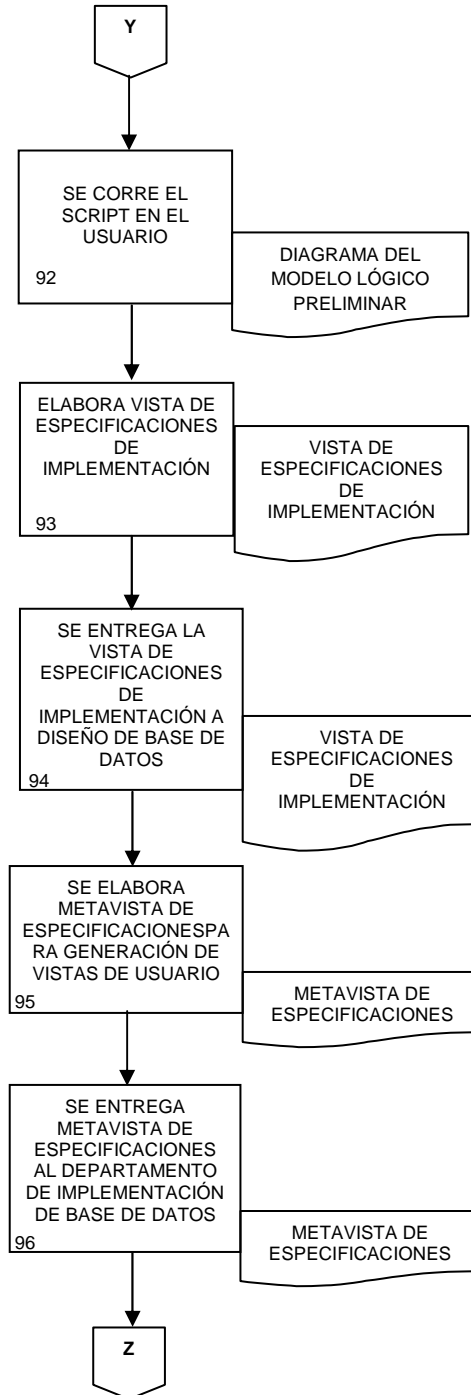 Y
SE CORRE EL
SCRIPT EN EL
USUARIO
92
DIAGRAMA DEL
MODELO LÓGICO
PRELIMINAR
ELABORA VISTA DE
ESPECIFICACIONES
DE
IMPLEMENTACIÓN
93
VISTA DE
ESPECIFICACIONES
DE
IMPLEMENTACIÓN
SE ENTREGA LA
VISTA DE
ESPECIFICACIONES
DE
IMPLEMENTACIÓN A
DISEÑO DE BASE DE
DATOS
94
VISTA DE
ESPECIFICACIONES
DE
IMPLEMENTACIÓN
SE ELABORA
METAVISTA DE
ESPECIFICACIONESPA
RA GENERACIÓN DE
VISTAS DE USUARIO
95
METAVISTA DE
ESPECIFICACIONES
SE ENTREGA
METAVISTA DE
ESPECIFICACIONES
AL DEPARTAMENTO
DE IMPLEMENTACIÓN
DE BASE DE DATOS
96
METAVISTA DE
ESPECIFICACIONES
Z